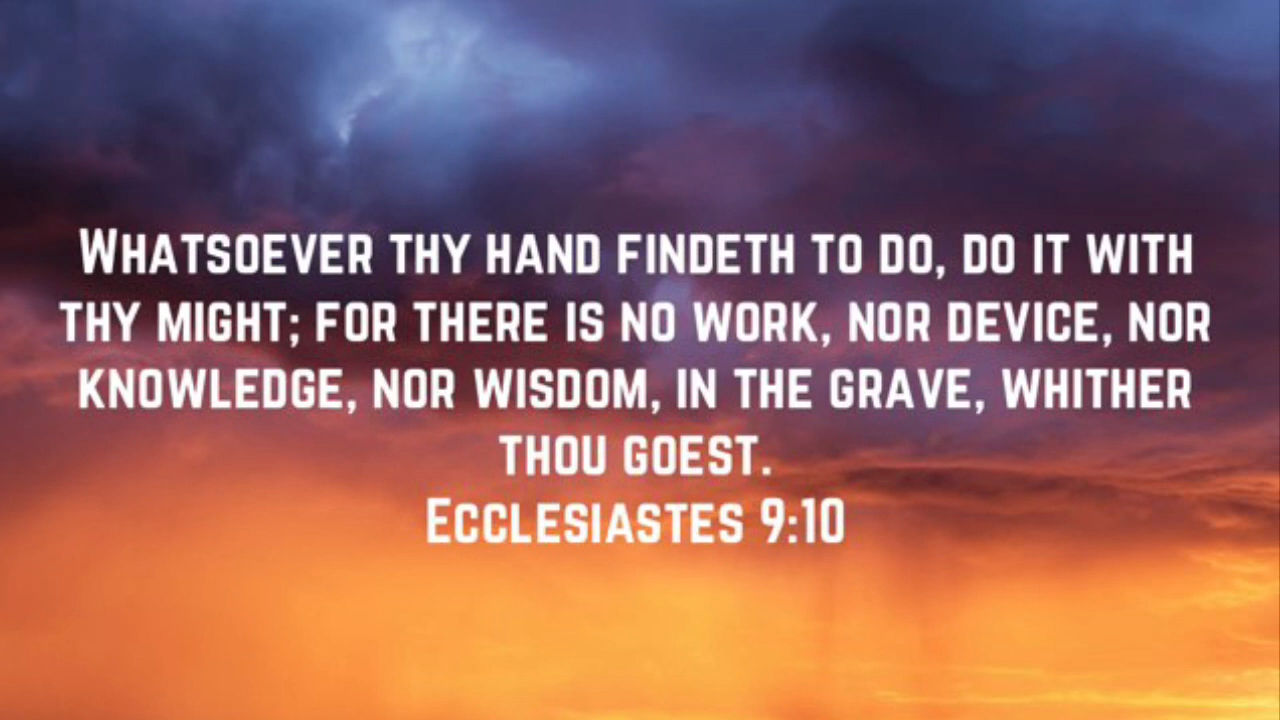 Whatsoever thy hand findeth to do, do it with
thy might; for there is no work, nor device, nor
knowledge, nor wisdom, in the grave, whither
thou goest.
Ecclesiastes 9:10